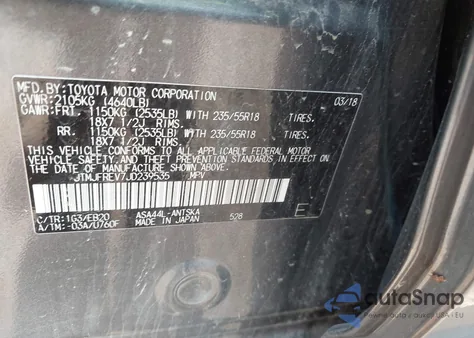 MFD.BY: TOYOTA MOTOR CORPORATION 03/18
GVWR: 2105KG (4640LB)
GAWR: FRT. 1150KG (2535LB) WITH 235/55R18 TIRES.
18X7 1/2J RIMS.
RR. 1150KG (2535LB) WITH 235/55R18 TIRES.
18X7 1/2J RIMS.
THIS VEHICLE CONFORMS TO ALL APPLICABLE FEDERAL MOTOR
VEHICLE SAFETY AND THEFT PREVENTION STANDARDS IN EFFECT ON
THE DATE OF MANUFACTURE SHOWN ABOVE.
JTMJFREV7JD239535 MPV
C/TR: 1G3/EB20 ASA44L-ANTSKA 528
A/TM: -03A/U760F MADE IN JAPAN E
autoSnap